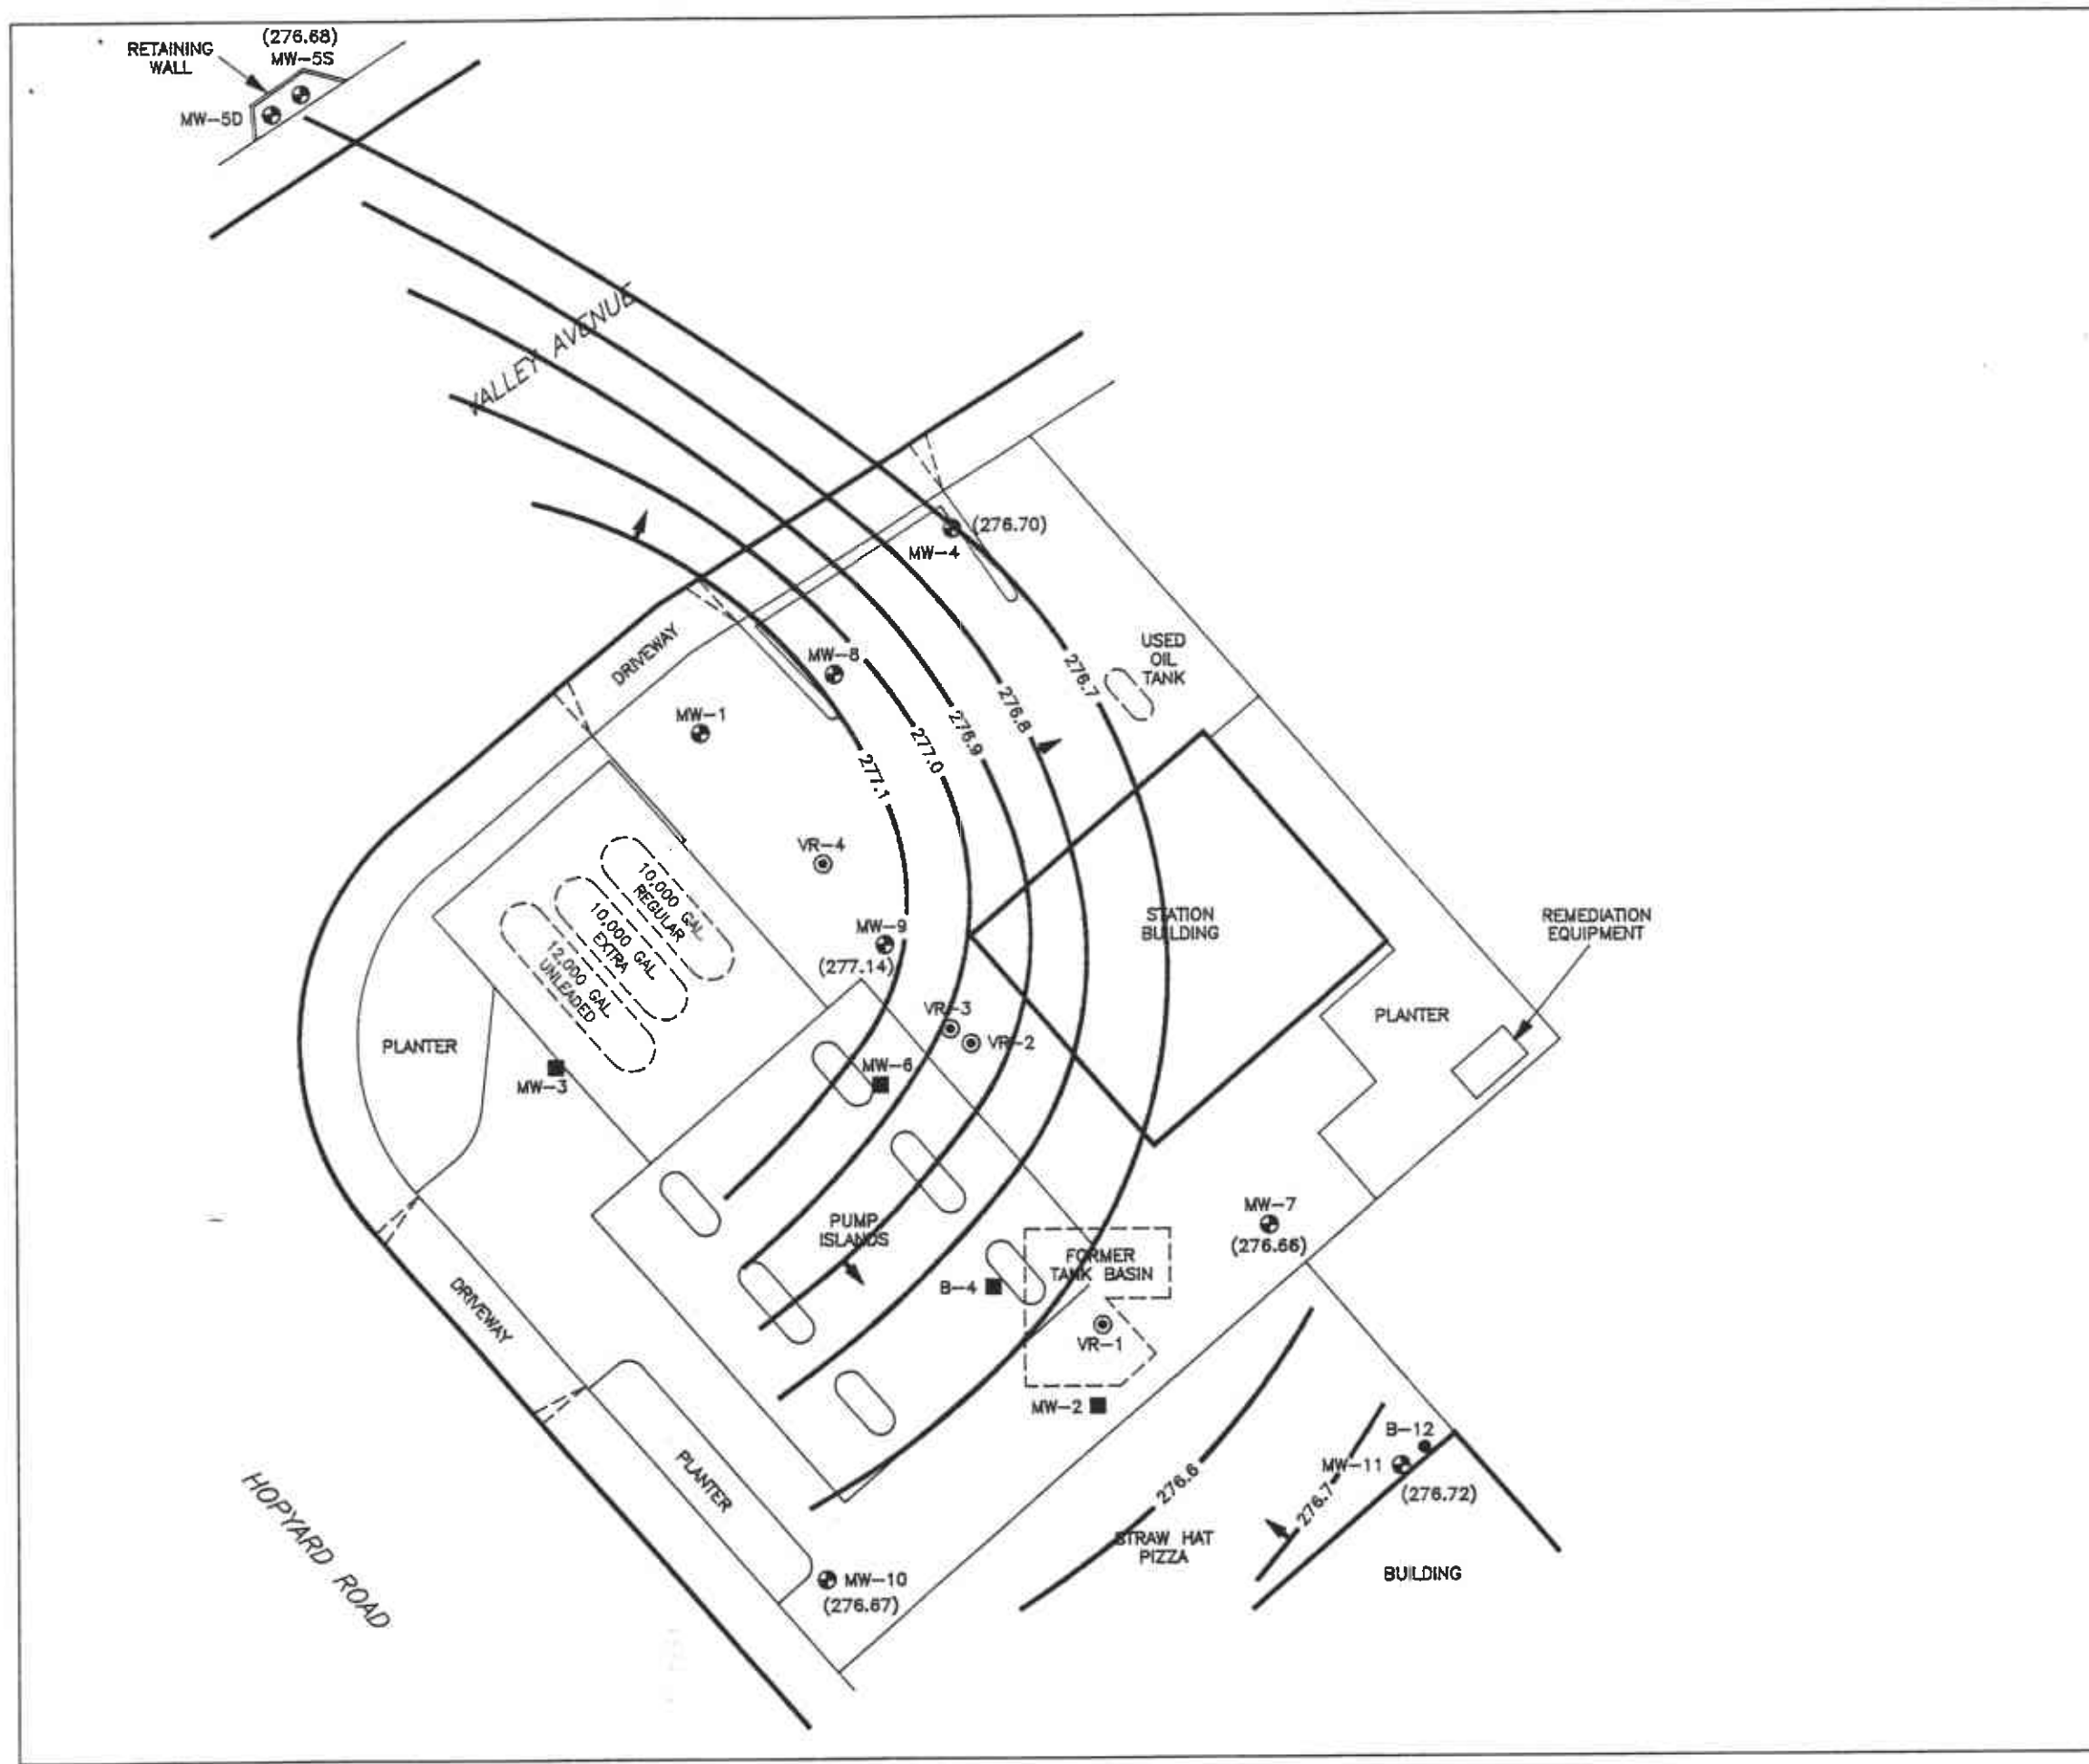 (276.68)
RETAINING
WALL
MW-5S
MW-5D
VALLEY AVENUE
(276.70)
MW-4
USED
OIL
TANK
DRIVEWAY
MW-8
276.7
276.8
276.9
277.0
277.1
MW-1
VR-4
10,000 GAL.
REGULAR
10,000 GAL.
EXTRA
12,000 GAL.
UNLEADED
MW-9
(277.14)
STATION
BUILDING
REMEDIATION
EQUIPMENT
PLANTER
VR-3
VR-2
PLANTER
MW-3
MW-6
MW-7
(276.66)
PUMP
ISLANDS
FORMER
TANK BASIN
B-4
VR-1
MW-2
DRIVEWAY
PLANTER
B-12
MW-11
(276.72)
276.6
276.7
STRAW HAT
PIZZA
BUILDING
HOPYARD ROAD
MW-10
(276.67)